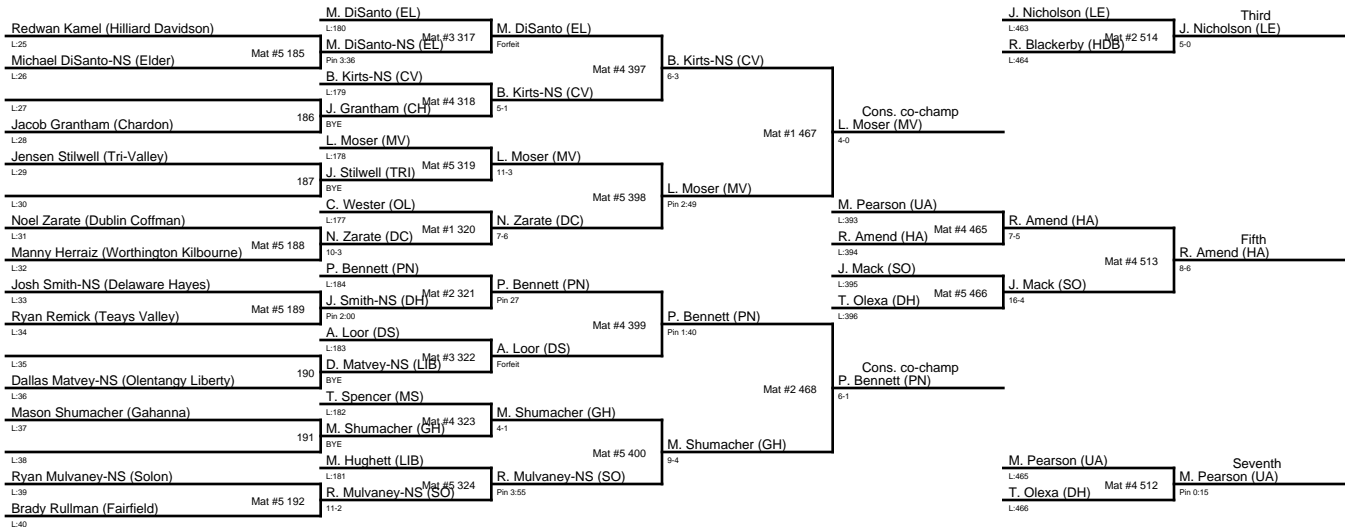 Redwan Kamel (Hilliard Davidson)
L:25
Mat #5 185
Michael DiSanto-NS (Elder)
L:26
L:27
186
Jacob Grantham (Chardon)
L:28
Jensen Stilwell (Tri-Valley)
L:29
187
L:30
Noel Zarate (Dublin Coffman)
L:31
Mat #5 188
Manny Herraiz (Worthington Kilbourne)
L:32
Josh Smith-NS (Delaware Hayes)
L:33
Mat #5 189
Ryan Remick (Teays Valley)
L:34
L:35
190
Dallas Matvey-NS (Olentangy Liberty)
L:36
Mason Shumacher (Gahanna)
L:37
191
L:38
Ryan Mulvaney-NS (Solon)
L:39
Mat #5 192
Brady Rullman (Fairfield)
L:40
M. DiSanto (EL)
L:180
Mat #3 317
M. DiSanto-NS (EL)
Pin 3:36
B. Kirts-NS (CV)
L:179
Mat #4 318
J. Grantham (CH)
BYE
L. Moser (MV)
L:178
Mat #5 319
J. Stilwell (TRI)
BYE
C. Wester (OL)
L:177
Mat #1 320
N. Zarate (DC)
10-3
P. Bennett (PN)
L:184
Mat #2 321
J. Smith-NS (DH)
Pin 2:00
A. Loor (DS)
L:183
Mat #3 322
D. Matvey-NS (LIB)
BYE
T. Spencer (MS)
L:182
Mat #4 323
M. Shumacher (GH)
BYE
M. Hughett (LIB)
L:181
Mat #5 324
R. Mulvaney-NS (SO)
11-2
M. DiSanto (EL)
Forfeit
Mat #4 397
B. Kirts-NS (CV)
5-1
L. Moser (MV)
11-3
Mat #5 398
N. Zarate (DC)
7-6
P. Bennett (PN)
Pin 27
Mat #4 399
A. Loor (DS)
Forfeit
M. Shumacher (GH)
4-1
Mat #5 400
R. Mulvaney-NS (SO)
Pin 3:55
B. Kirts-NS (CV)
6-3
Mat #1 467
L. Moser (MV)
Pin 2:49
P. Bennett (PN)
Pin 1:40
Mat #2 468
M. Shumacher (GH)
9-4
Cons. co-champ
L. Moser (MV)
4-0
Cons. co-champ
P. Bennett (PN)
6-1
M. Pearson (UA)
L:393
Mat #4 465
R. Amend (HA)
L:394
J. Mack (SO)
L:395
Mat #5 466
T. Olexa (DH)
L:396
R. Amend (HA)
7-5
Mat #4 513
J. Mack (SO)
16-4
Fifth
R. Amend (HA)
8-6
J. Nicholson (LE)
L:463
Mat #2 514
R. Blackerby (HDB)
L:464
Third
J. Nicholson (LE)
5-0
M. Pearson (UA)
L:465
Mat #4 512
T. Olexa (DH)
L:466
Seventh
M. Pearson (UA)
Pin 0:15